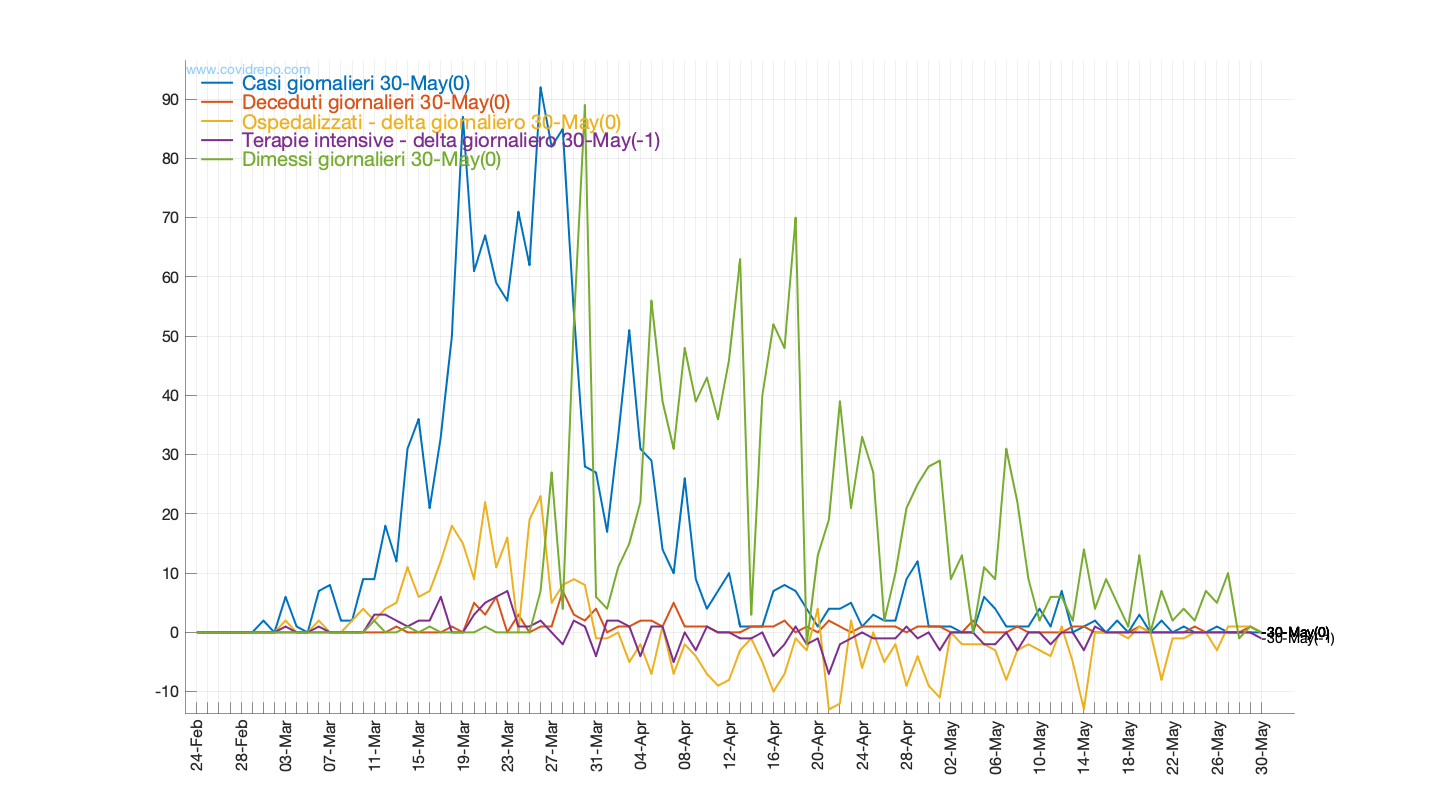 www.covidrepo.com
Casi giornalieri 30-May(0)
Deceduti giornalieri 30-May(0)
Ospedalizzati - delta giornaliero 30-May(0)
Terapie intensive - delta giornaliero 30-May(-1)
Dimessi giornalieri 30-May(0)
90
80
70
60
50
40
30
20
10
0
-10
-30-May(0)
-30-May(-1)
24-Feb
28-Feb
03-Mar
07-Mar
11-Mar
15-Mar
19-Mar
23-Mar
27-Mar
31-Mar
04-Apr
08-Apr
12-Apr
16-Apr
20-Apr
24-Apr
28-Apr
02-May
06-May
10-May
14-May
18-May
22-May
26-May
30-May